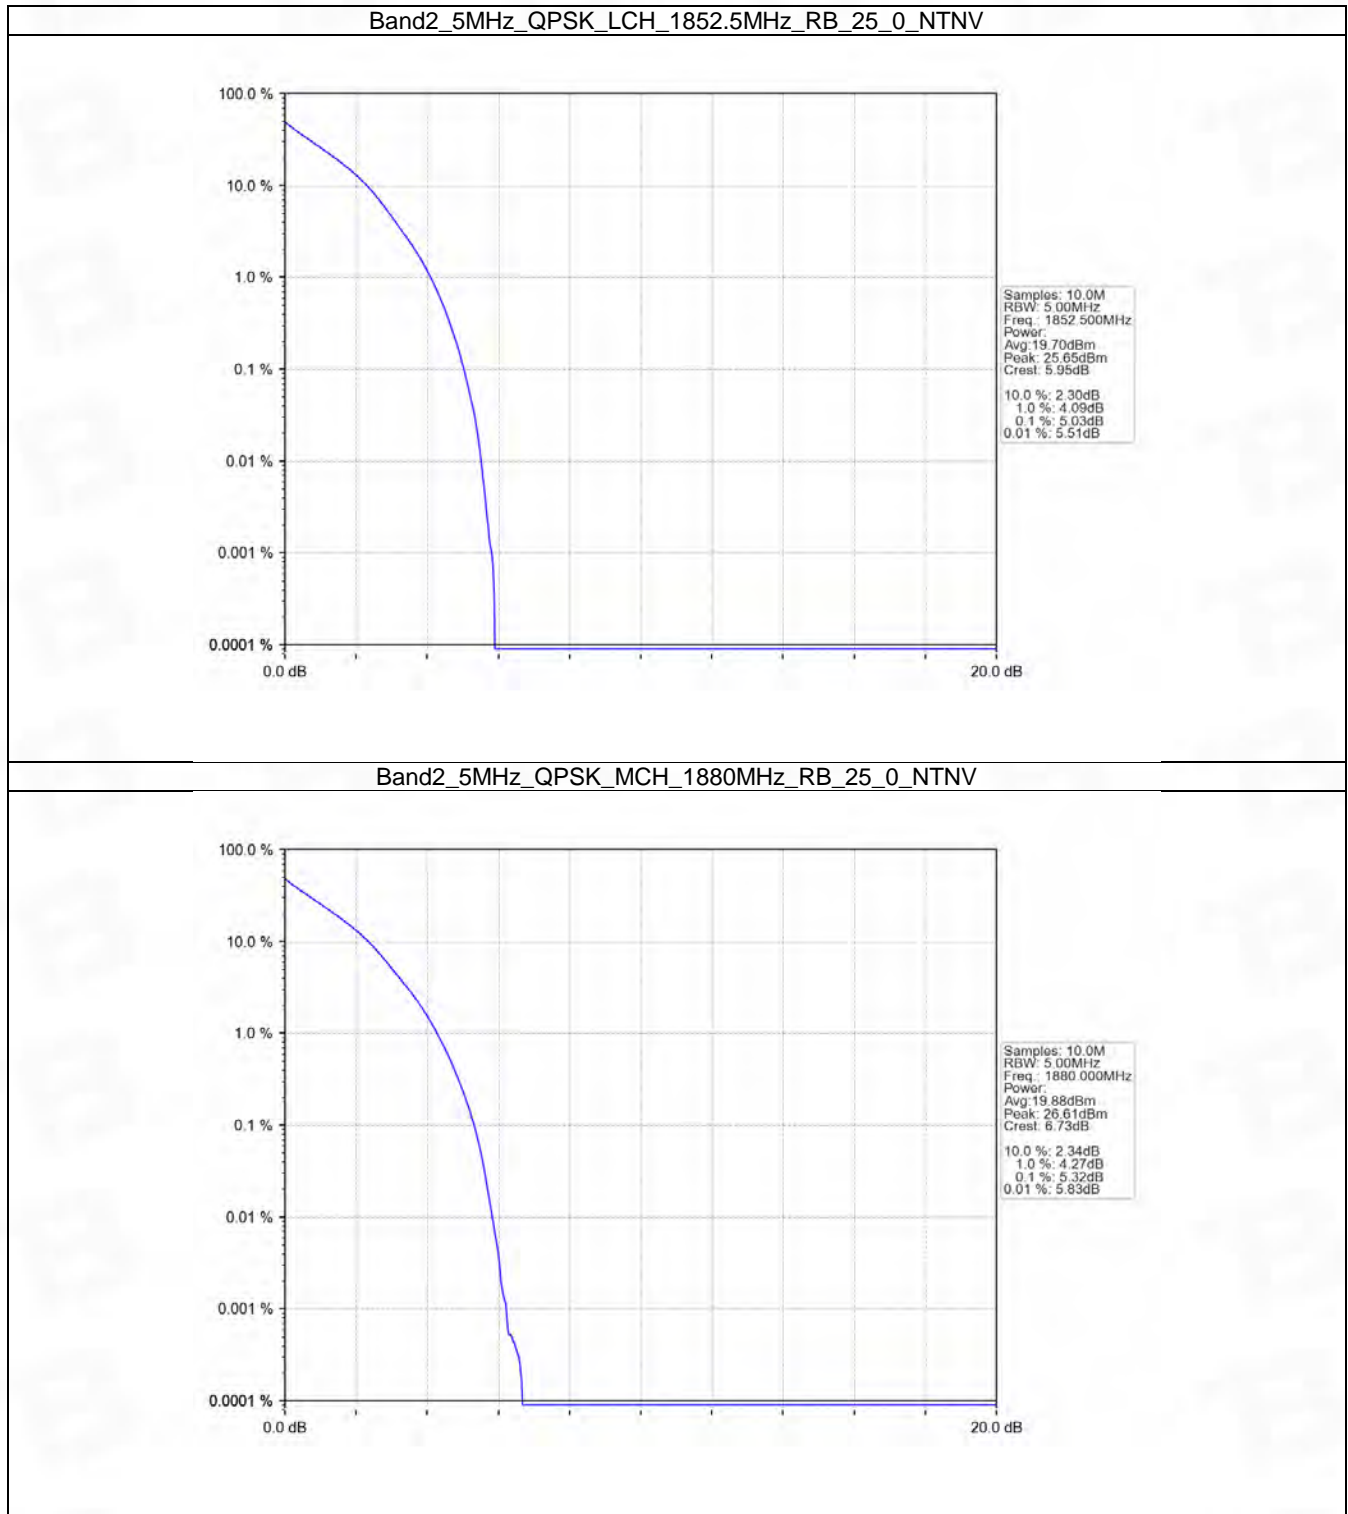 Band2_5MHz_QPSK_LCH_1852.5MHz_RB_25_0_NTNV
100.0 %
10.0 %
1.0 %
0.1 %
0.01 %
0.001 %
0.0001 %
0.0 dB
20.0 dB
Samples: 10.0M
RBW: 5.00MHz
Freq.: 1852.500MHz
Power:
Avg:19.70dBm
Peak: 25.65dBm
Crest: 5.95dB
10.0 %: 2.30dB
1.0 %: 4.09dB
0.1 %: 5.03dB
0.01 %: 5.51dB
Band2_5MHz_QPSK_MCH_1880MHz_RB_25_0_NTNV
100.0 %
10.0 %
1.0 %
0.1 %
0.01 %
0.001 %
0.0001 %
0.0 dB
20.0 dB
Samples: 10.0M
RBW: 5.00MHz
Freq.: 1880.000MHz
Power:
Avg:19.88dBm
Peak: 26.61dBm
Crest: 6.73dB
10.0 %: 2.34dB
1.0 %: 4.27dB
0.1 %: 5.32dB
0.01 %: 5.83dB